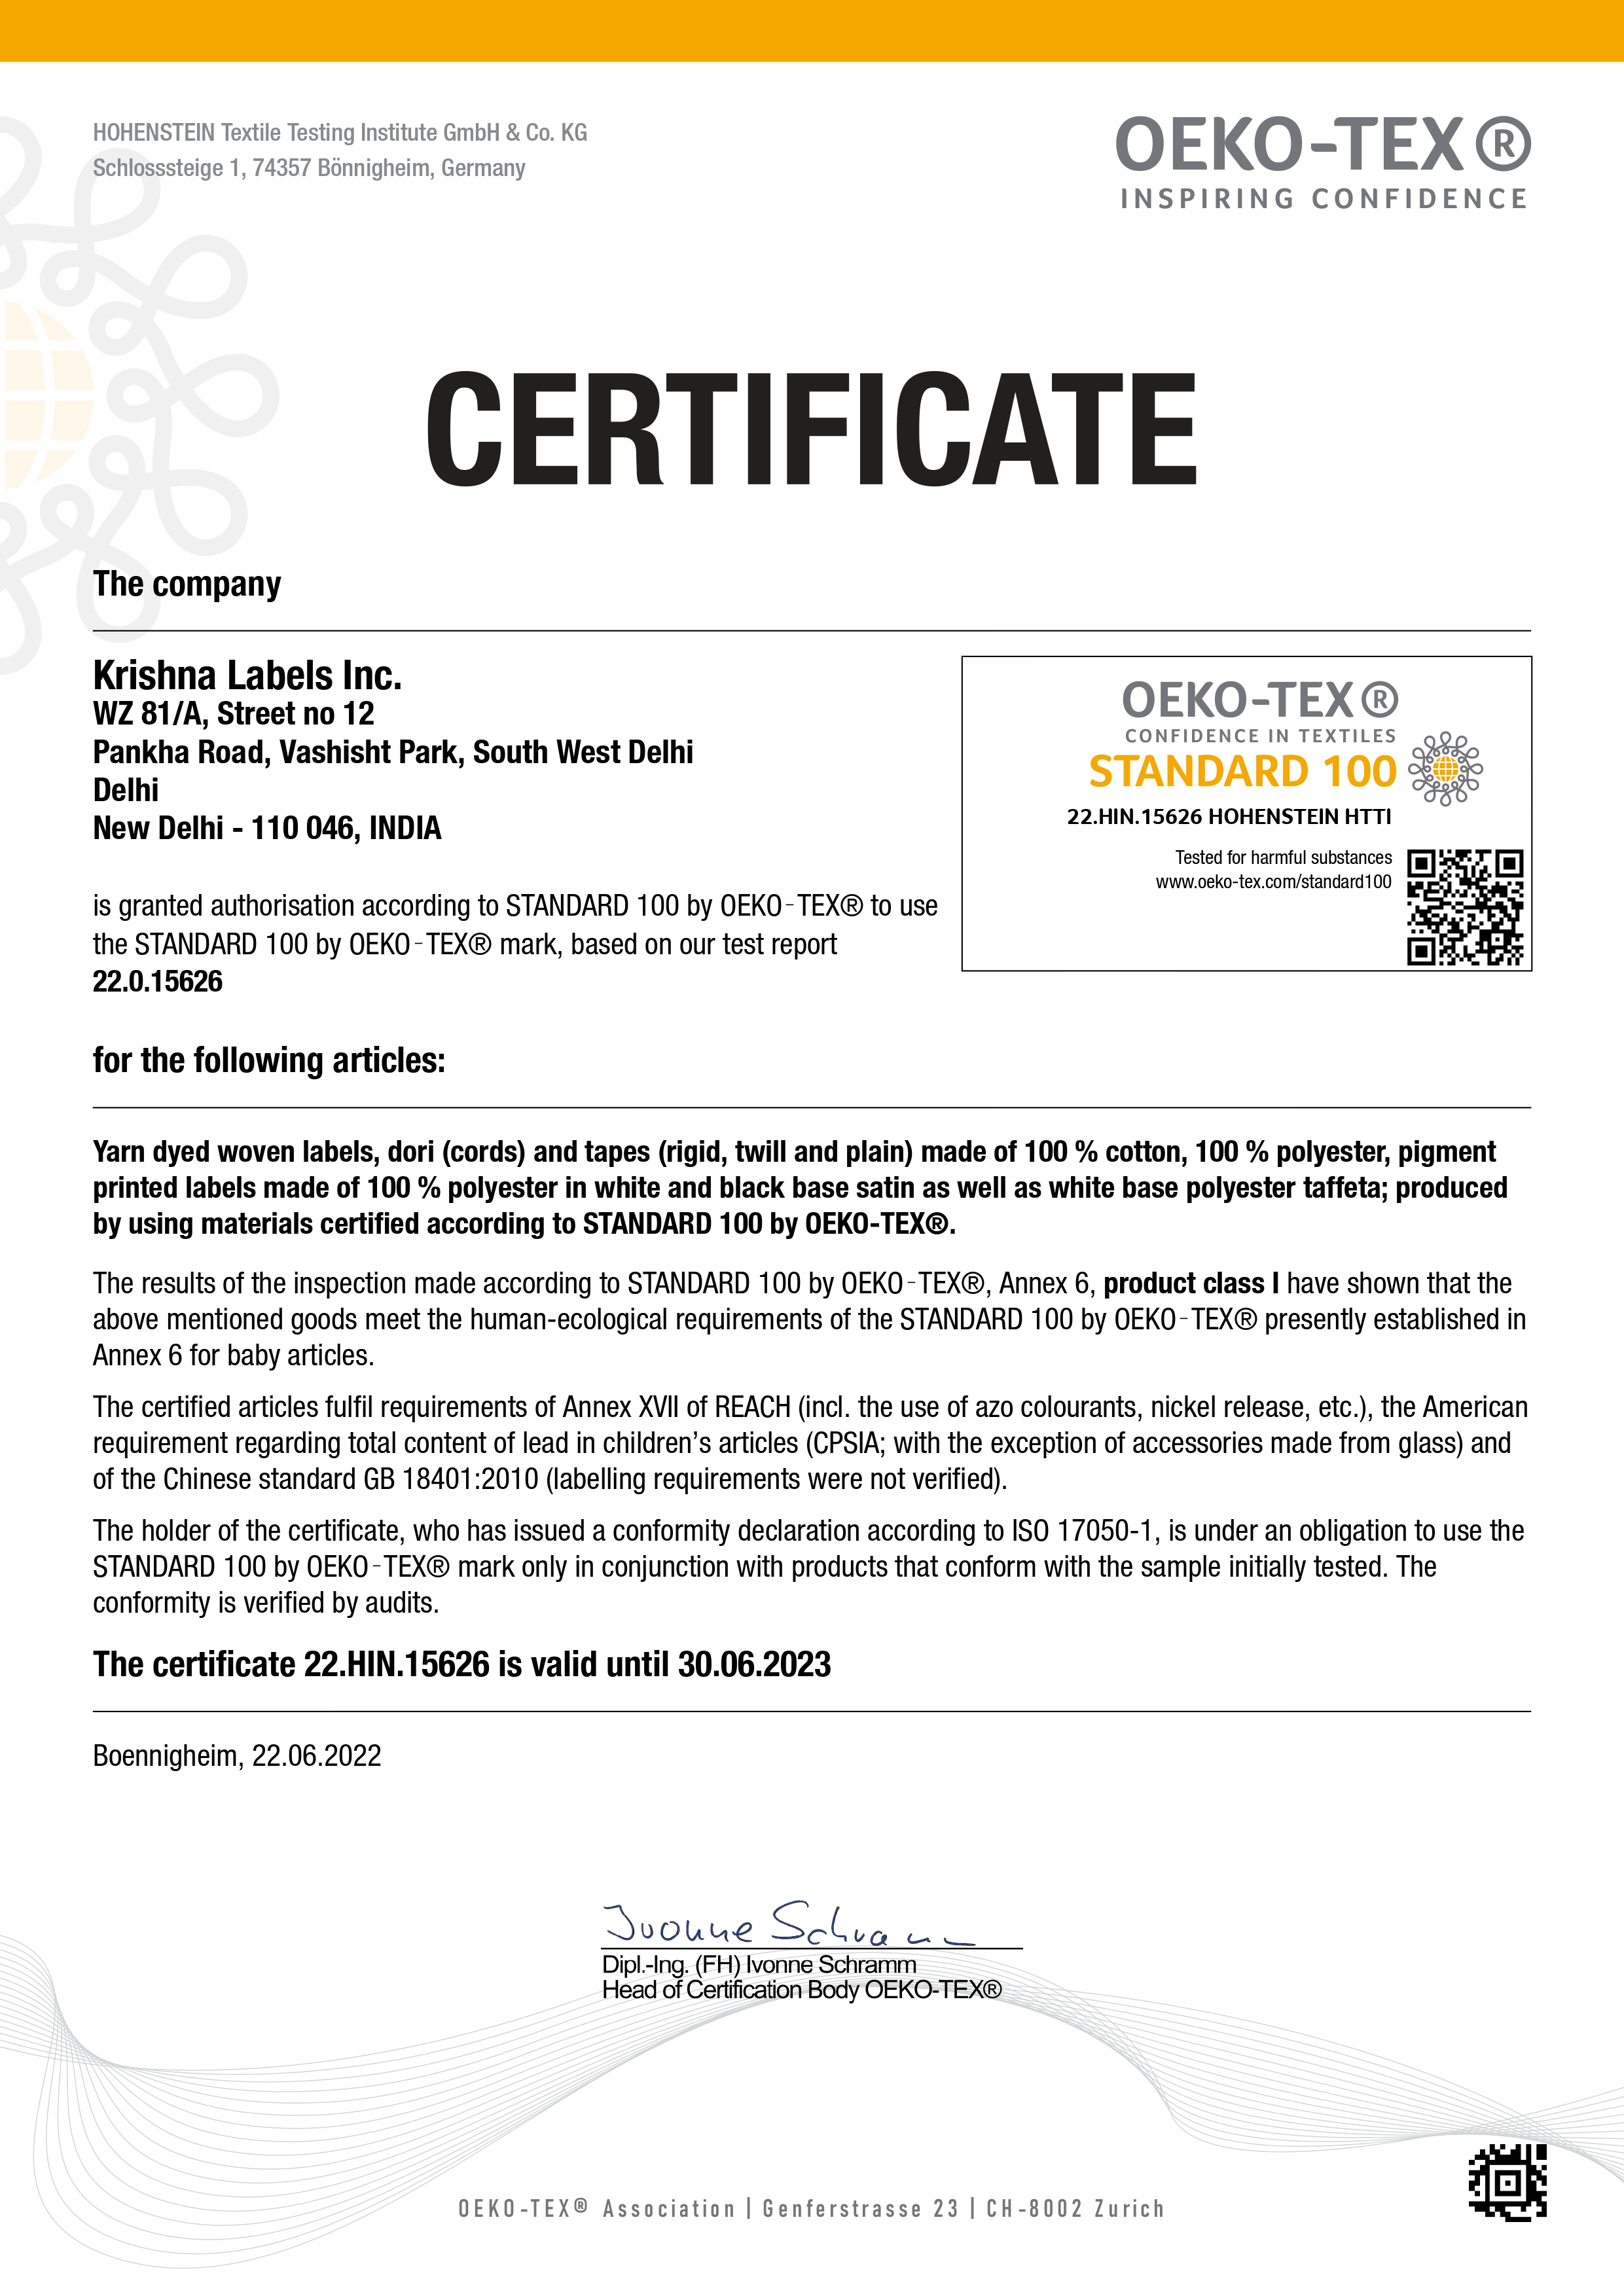 HOHENSTEIN Textile Testing Institute GmbH & Co. KG
Schlosssteige 1, 74357 Bönnigheim, Germany
OEKO-TEX®
INSPIRING CONFIDENCE
CERTIFICATE
The company
Krishna Labels Inc.
WZ 81/A, Street no 12
Pankha Road, Vashisht Park, South West Delhi
Delhi
New Delhi - 110 046, INDIA
is granted authorisation according to STANDARD 100 by OEKO-TEX® to use
the STANDARD 100 by OEKO-TEX® mark, based on our test report
22.0.15626
OEKO-TEX®
CONFIDENCE IN TEXTILES
STANDARD 100
22.HIN.15626 HOHENSTEIN HTTI
Tested for harmful substances
www.oeko-tex.com/standard100
for the following articles:
Yarn dyed woven labels, dori (cords) and tapes (rigid, twill and plain) made of 100 % cotton, 100 % polyester, pigment
printed labels made of 100 % polyester in white and black base satin as well as white base polyester taffeta; produced
by using materials certified according to STANDARD 100 by OEKO-TEX®.
The results of the inspection made according to STANDARD 100 by OEKO-TEX®, Annex 6, product class I have shown that the
above mentioned goods meet the human-ecological requirements of the STANDARD 100 by OEKO-TEX® presently established in
Annex 6 for baby articles.
The certified articles fulfil requirements of Annex XVII of REACH (incl. the use of azo colourants, nickel release, etc.), the American
requirement regarding total content of lead in children's articles (CPSIA; with the exception of accessories made from glass) and
of the Chinese standard GB 18401:2010 (labelling requirements were not verified).
The holder of the certificate, who has issued a conformity declaration according to ISO 17050-1, is under an obligation to use the
STANDARD 100 by OEKO-TEX® mark only in conjunction with products that conform with the sample initially tested. The
conformity is verified by audits.
The certificate 22.HIN.15626 is valid until 30.06.2023
Boennigheim, 22.06.2022
Ivonne Schramm
Dipl.-Ing. (FH) Ivonne Schramm
Head of Certification Body OEKO-TEX®
OEKO-TEX® Association | Genferstrasse 23 | CH-8002 Zurich